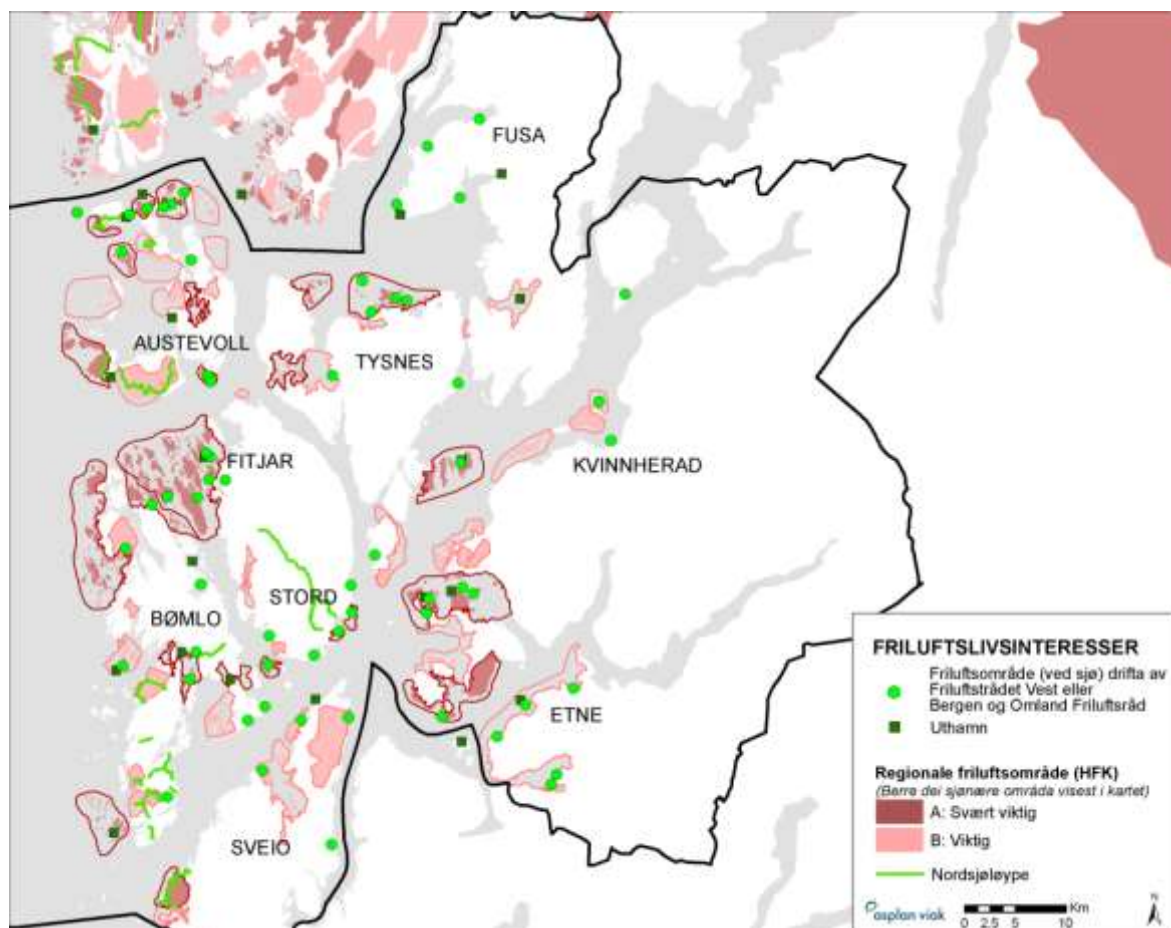 FUSA
AUSTEVOLL
TYSNES
FITJAR
KVINNHERAD
STORD
BØMLO
ETNE
SVEIO
FRILUFTSLIVSINTERESSER
Friluftsområde (ved sjø) drifta av
Friluftstrådet Vest eller
Bergen og Omland Friluftsråd
Uthamn
Regionale friluftsområde (HFK)
(Berre dei sjønære områda visest i kartet)
A: Svært viktig
B: Viktig
Nordsjøløype
asplan viak
Km
0 2.5 5 10
N